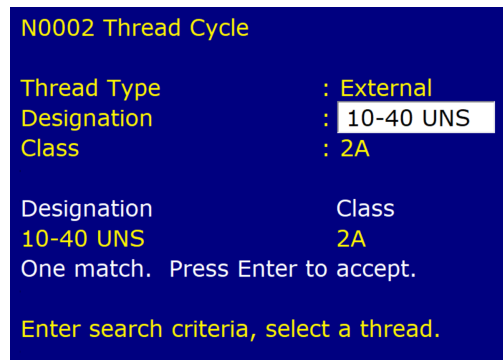 N0002 Thread Cycle
Thread Type : External
Designation : 10-40 UNS
Class : 2A
Designation Class
10-40 UNS 2A
One match. Press Enter to accept.
Enter search criteria, select a thread.